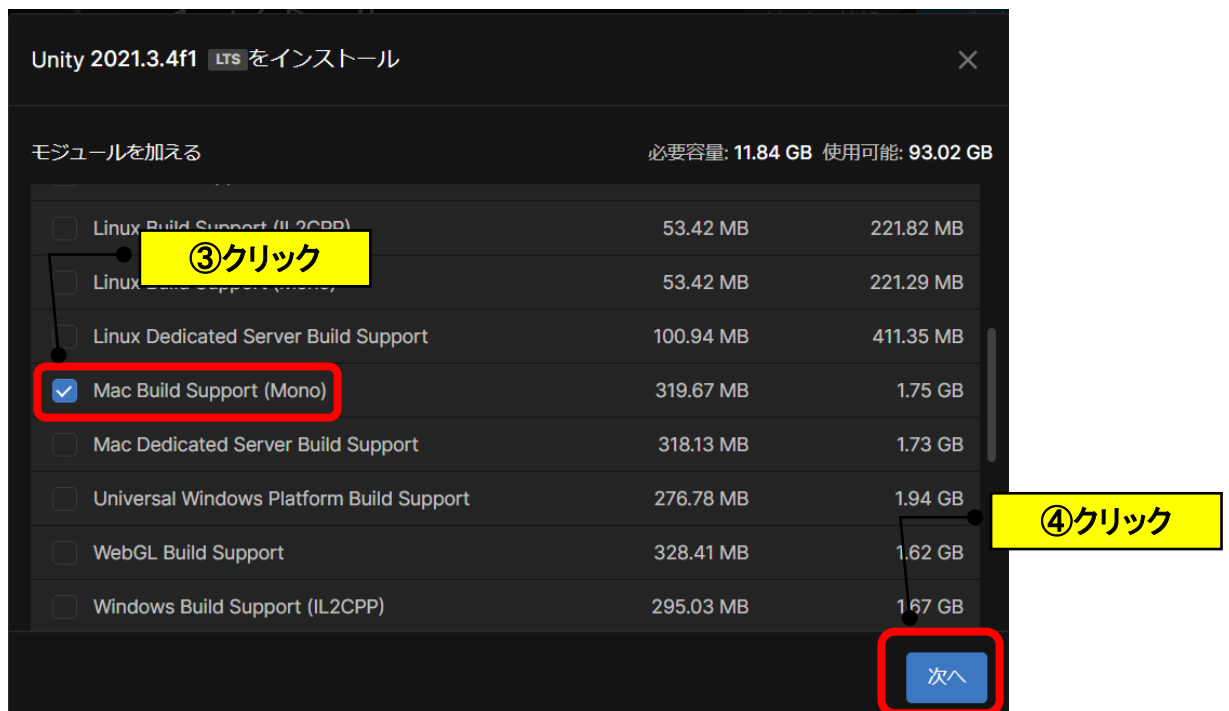 Unity 2021.3.4f1 LTS をインストール
モジュールを加える 必要容量: 11.84 GB 使用可能: 93.02 GB
Linux Build Support (IL2CPP) 53.42 MB 221.82 MB
③クリック
Linux Build Support (Mono) 53.42 MB 221.29 MB
Linux Dedicated Server Build Support 100.94 MB 411.35 MB
Mac Build Support (Mono) 319.67 MB 1.75 GB
Mac Dedicated Server Build Support 318.13 MB 1.73 GB
Universal Windows Platform Build Support 276.78 MB 1.94 GB
④クリック
WebGL Build Support 328.41 MB 1.62 GB
Windows Build Support (IL2CPP) 295.03 MB 1.67 GB
次へ